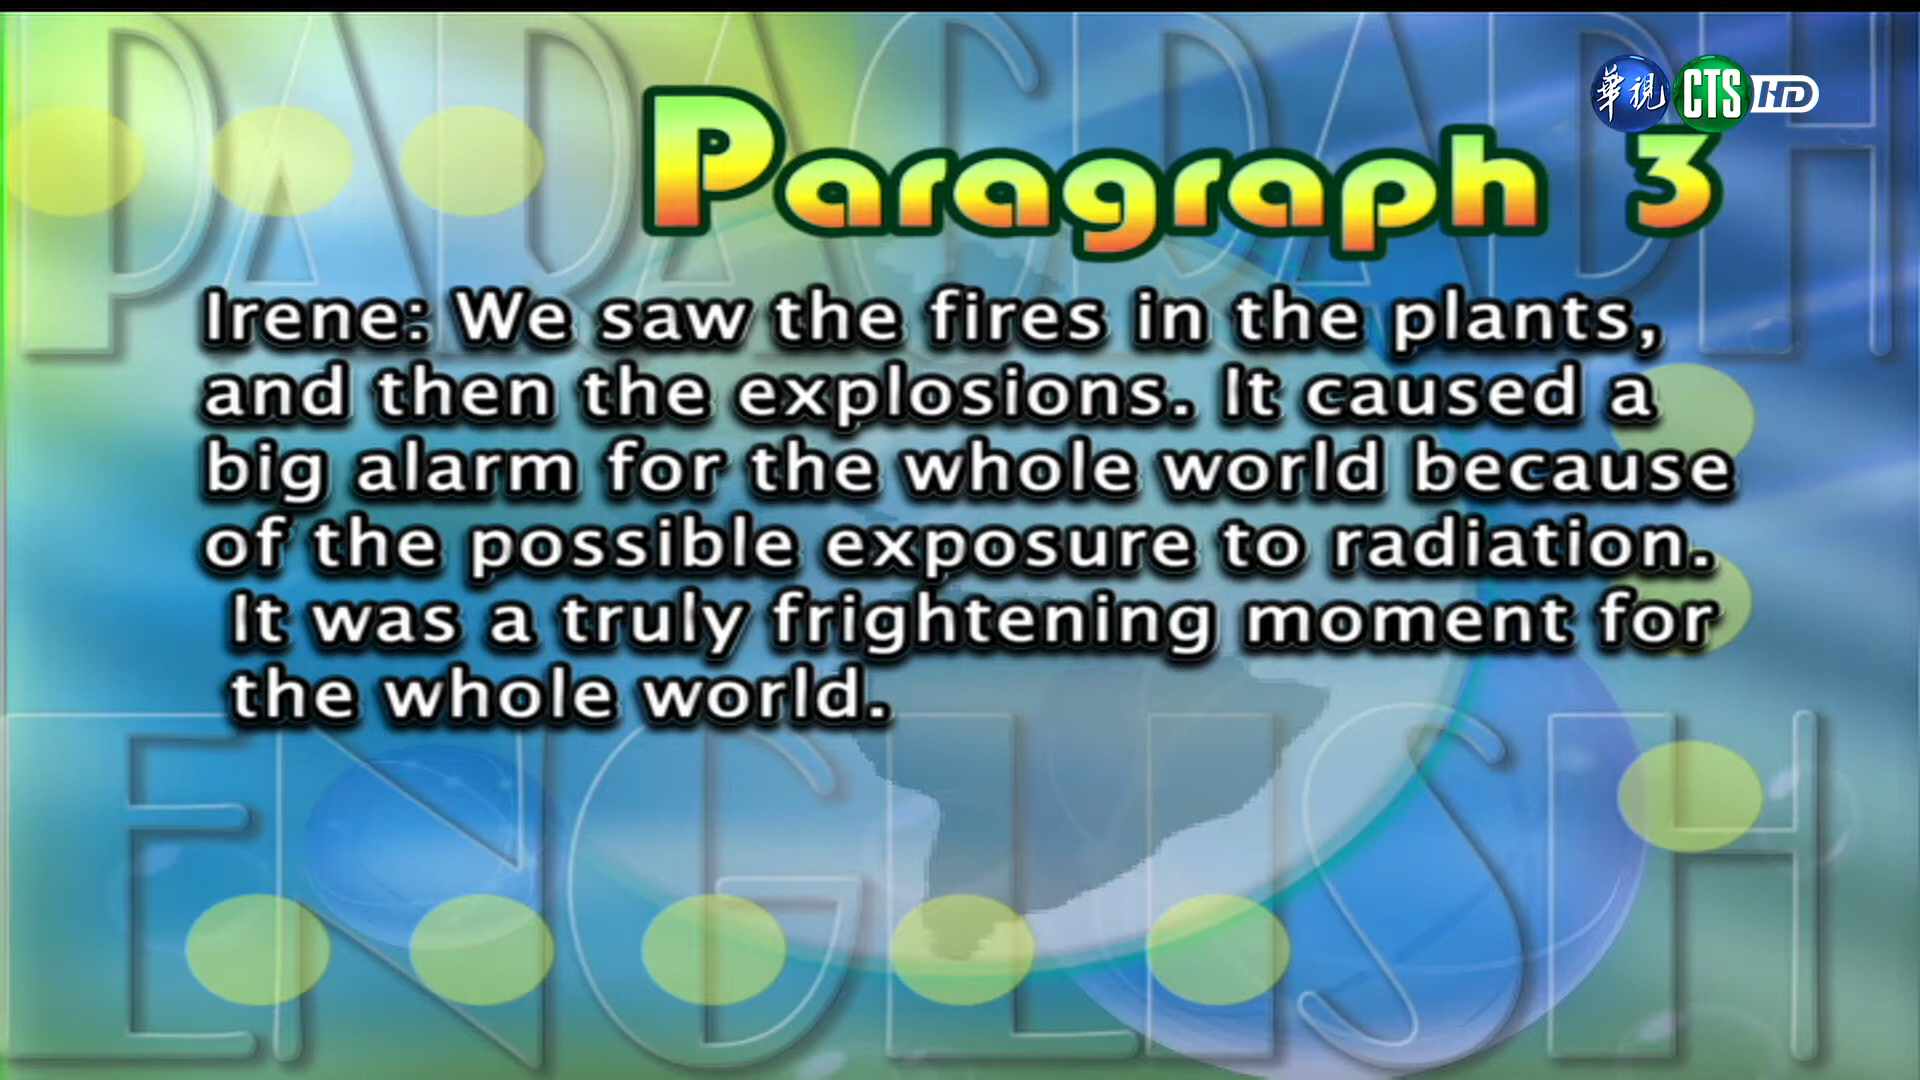 華視 CTS HD
Paragraph 3
Irene: We saw the fires in the plants,
and then the explosions. It caused a
big alarm for the whole world because
of the possible exposure to radiation.
It was a truly frightening moment for
the whole world.
PARAGRAPH
ENGLISH